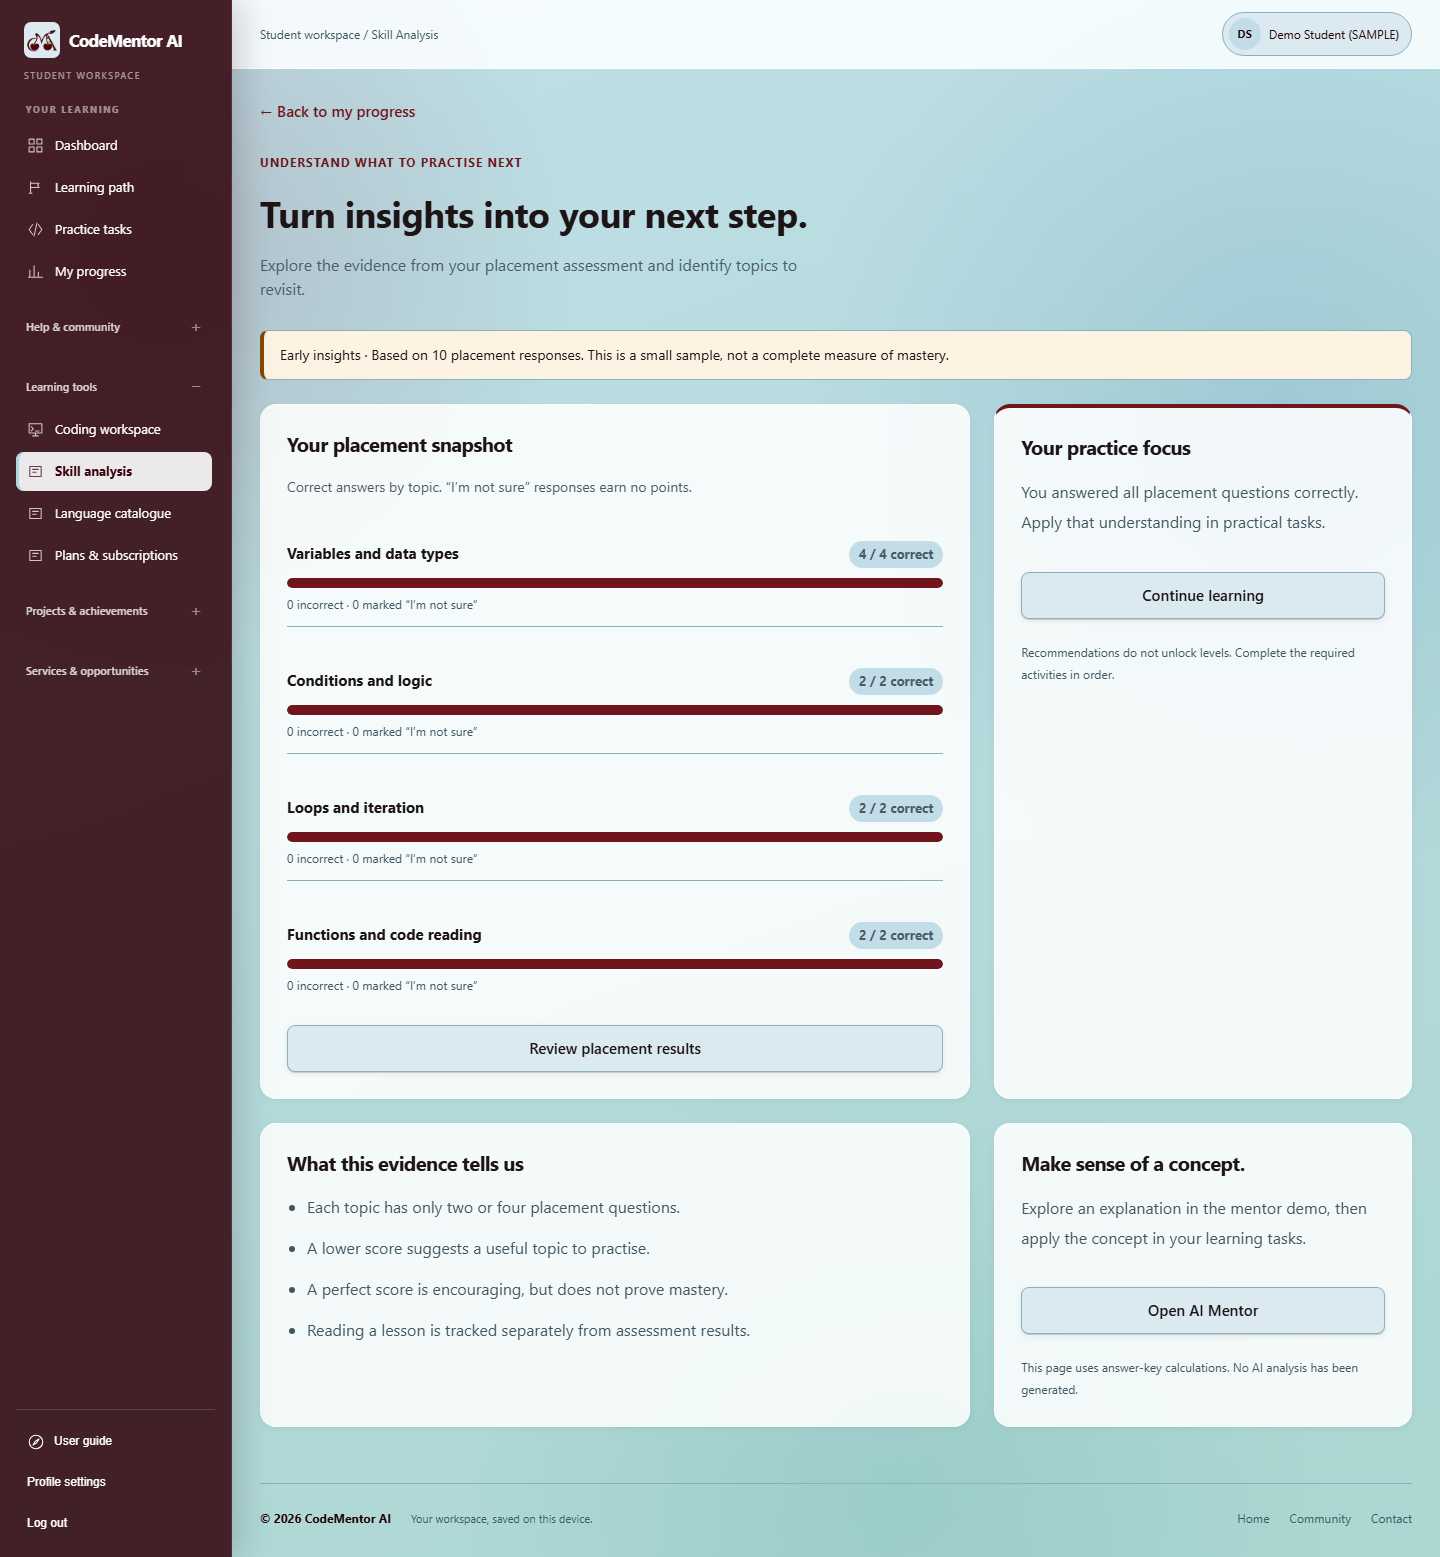 CodeMentor AI
STUDENT WORKSPACE
YOUR LEARNING
Dashboard
Learning path
Practice tasks
My progress
Help & community +
Learning tools −
Coding workspace
Skill analysis
Language catalogue
Plans & subscriptions
Projects & achievements +
Services & opportunities +
User guide
Profile settings
Log out
Student workspace / Skill Analysis
DS Demo Student (SAMPLE)
← Back to my progress
UNDERSTAND WHAT TO PRACTISE NEXT
Turn insights into your next step.
Explore the evidence from your placement assessment and identify topics to
revisit.
Early insights · Based on 10 placement responses. This is a small sample, not a complete measure of mastery.
Your placement snapshot
Correct answers by topic. “I’m not sure” responses earn no points.
Variables and data types 4 / 4 correct
0 incorrect · 0 marked “I’m not sure”
Conditions and logic 2 / 2 correct
0 incorrect · 0 marked “I’m not sure”
Loops and iteration 2 / 2 correct
0 incorrect · 0 marked “I’m not sure”
Functions and code reading 2 / 2 correct
0 incorrect · 0 marked “I’m not sure”
Review placement results
Your practice focus
You answered all placement questions correctly.
Apply that understanding in practical tasks.
Continue learning
Recommendations do not unlock levels. Complete the required
activities in order.
What this evidence tells us
• Each topic has only two or four placement questions.
• A lower score suggests a useful topic to practise.
• A perfect score is encouraging, but does not prove mastery.
• Reading a lesson is tracked separately from assessment results.
Make sense of a concept.
Explore an explanation in the mentor demo, then
apply the concept in your learning tasks.
Open AI Mentor
This page uses answer-key calculations. No AI analysis has been
generated.
© 2026 CodeMentor AI Your workspace, saved on this device.
Home Community Contact